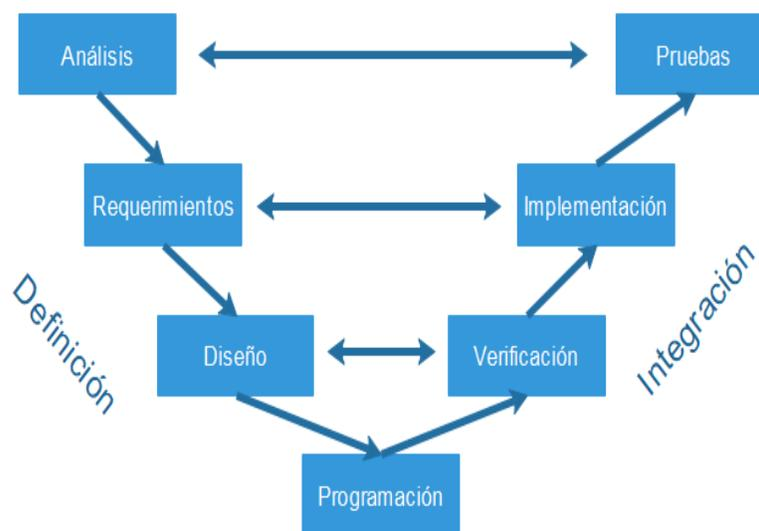 Análisis
Pruebas
Requerimientos
Implementación
Definición
Integración
Diseño
Verificación
Programación